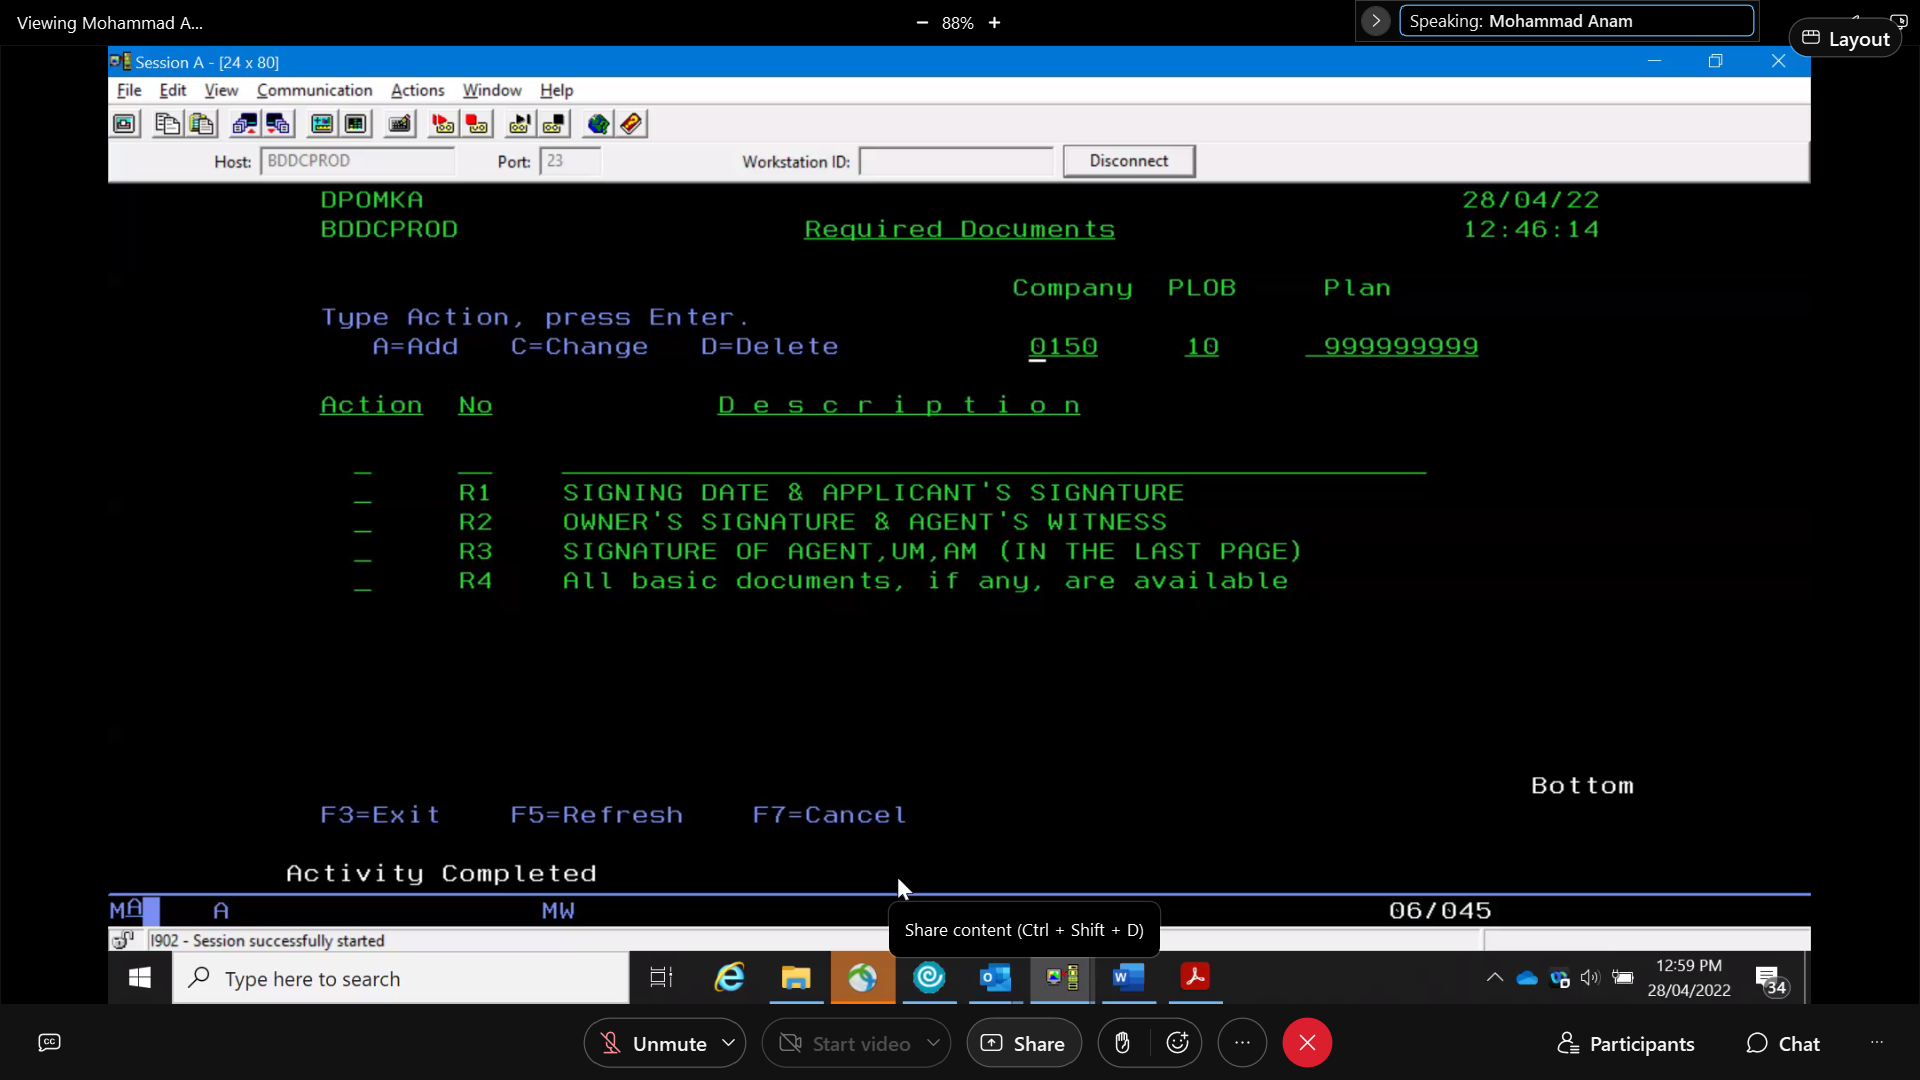 Viewing Mohammad A...
88%
Speaking: Mohammad Anam
Layout
Session A - [24 x 80]
File Edit View Communication Actions Window Help
Host: BDDCPROD Port: 23 Workstation ID: Disconnect
DPOMKA 28/04/22
BDDCPROD Required Documents 12:46:14
Company PLOB Plan
Type Action, press Enter.
A=Add C=Change D=Delete 0150 10 999999999
Action No D e s c r i p t i o n
R1 SIGNING DATE & APPLICANT'S SIGNATURE
R2 OWNER'S SIGNATURE & AGENT'S WITNESS
R3 SIGNATURE OF AGENT,UM,AM (IN THE LAST PAGE)
R4 All basic documents, if any, are available
Bottom
F3=Exit F5=Refresh F7=Cancel
Activity Completed
MA A MW 06/045
Share content (Ctrl + Shift + D)
I902 - Session successfully started
Type here to search
12:59 PM
28/04/2022
34
Unmute Start video Share Participants Chat